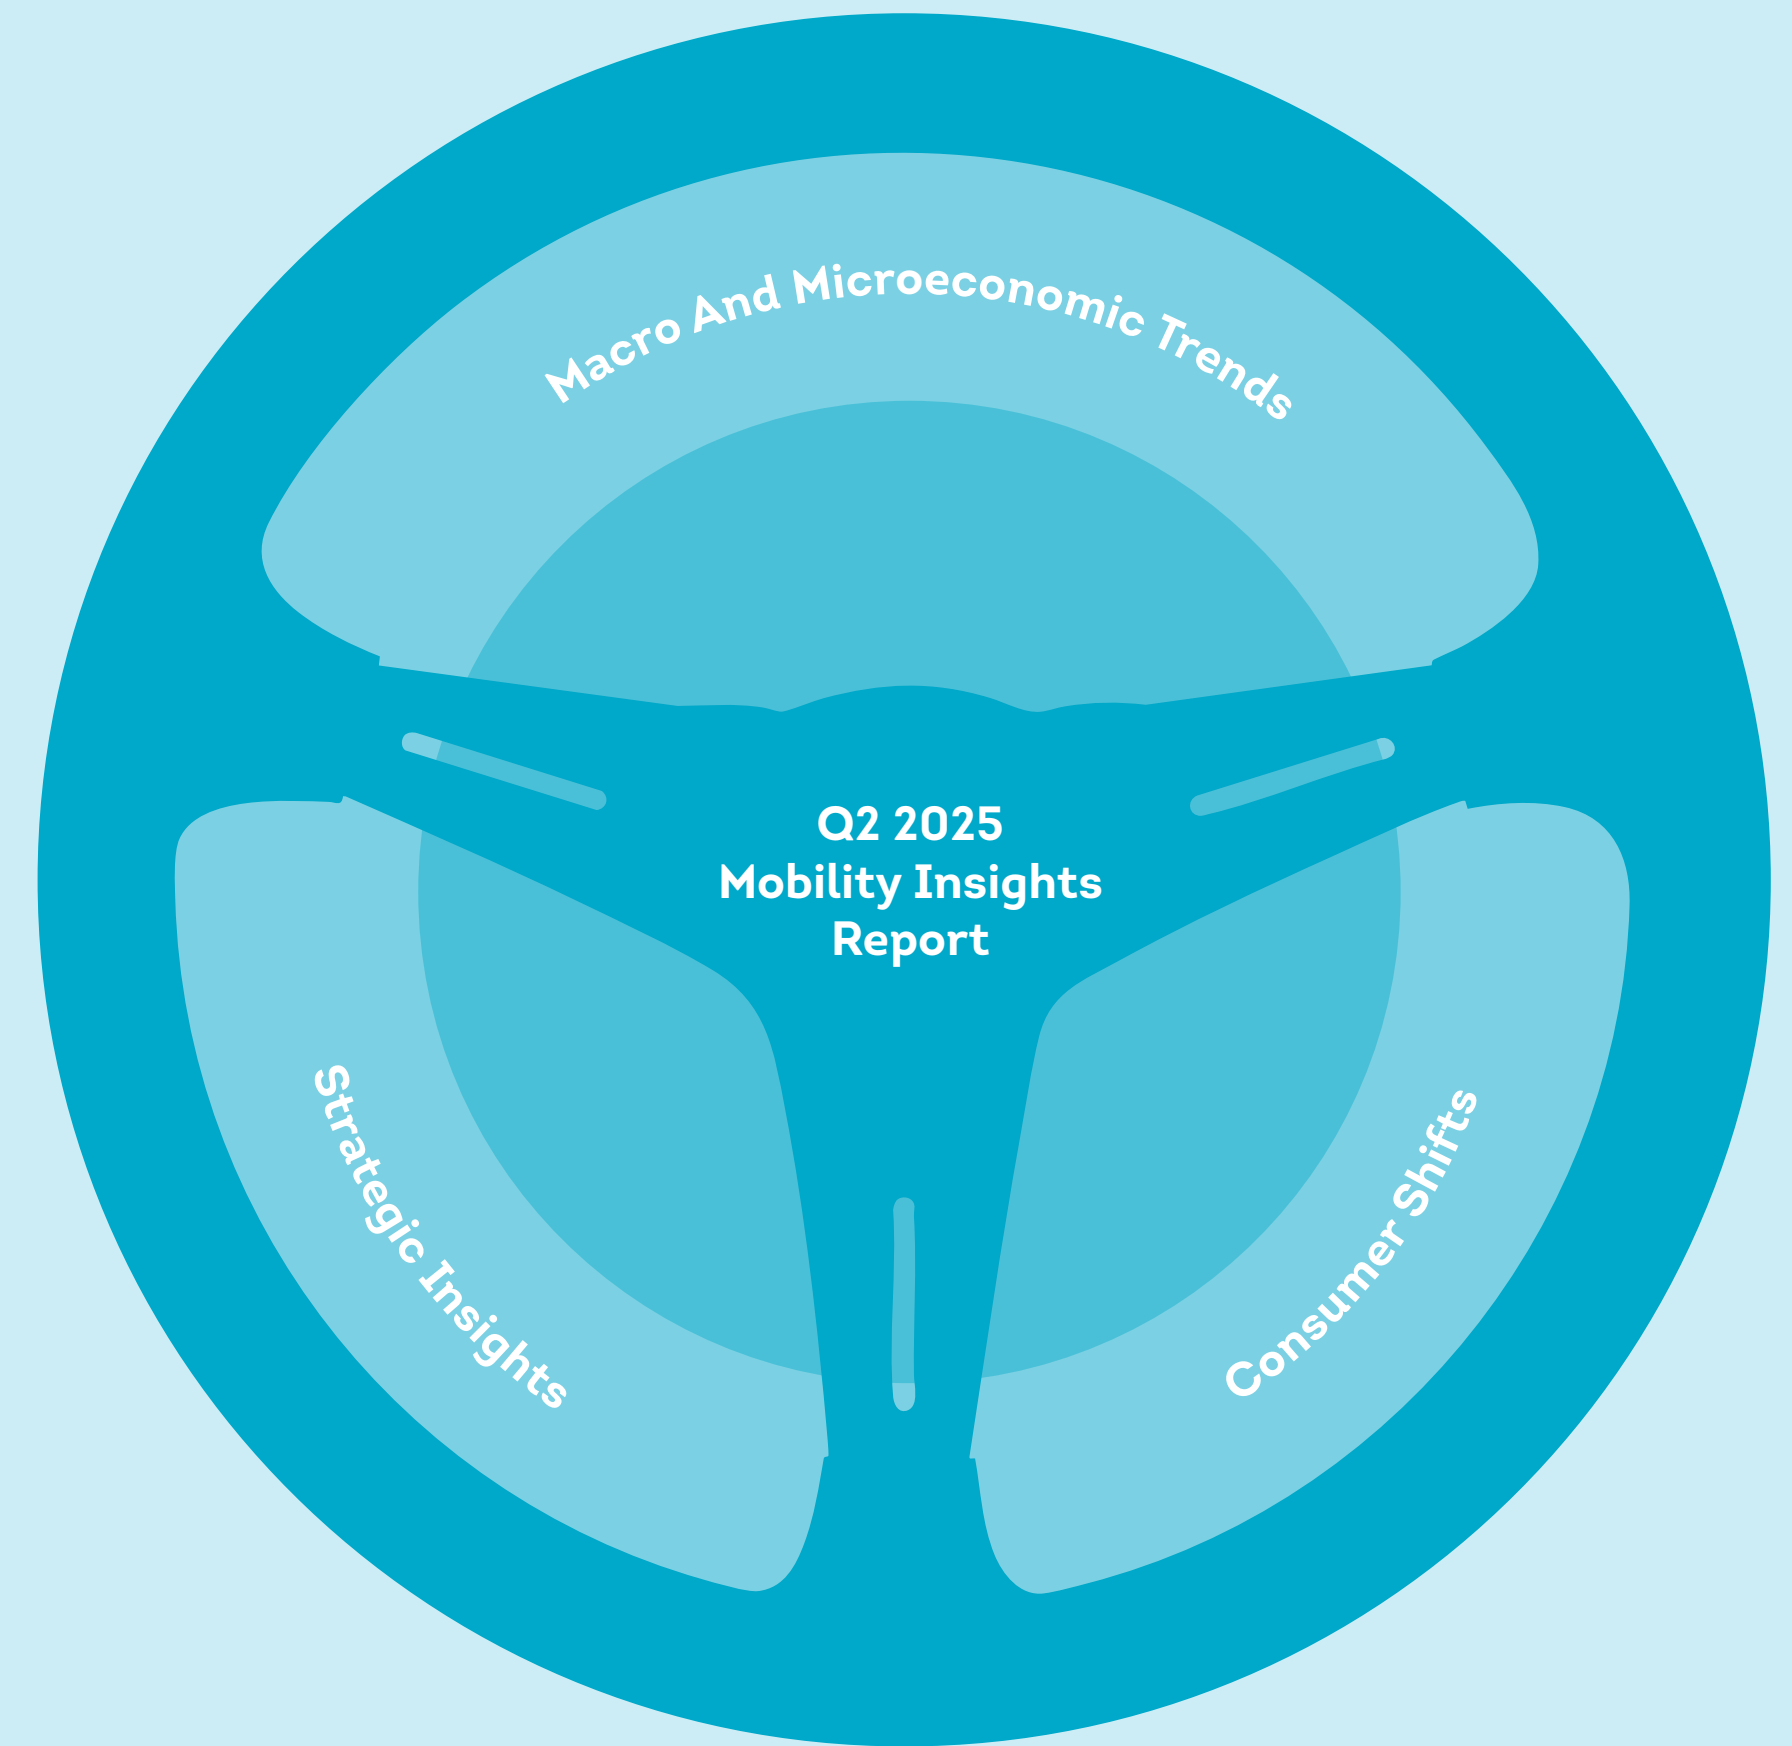 Macro And Microeconomic Trends
Q2 2025
Mobility Insights
Report
Strategic Insights
Consumer Shifts